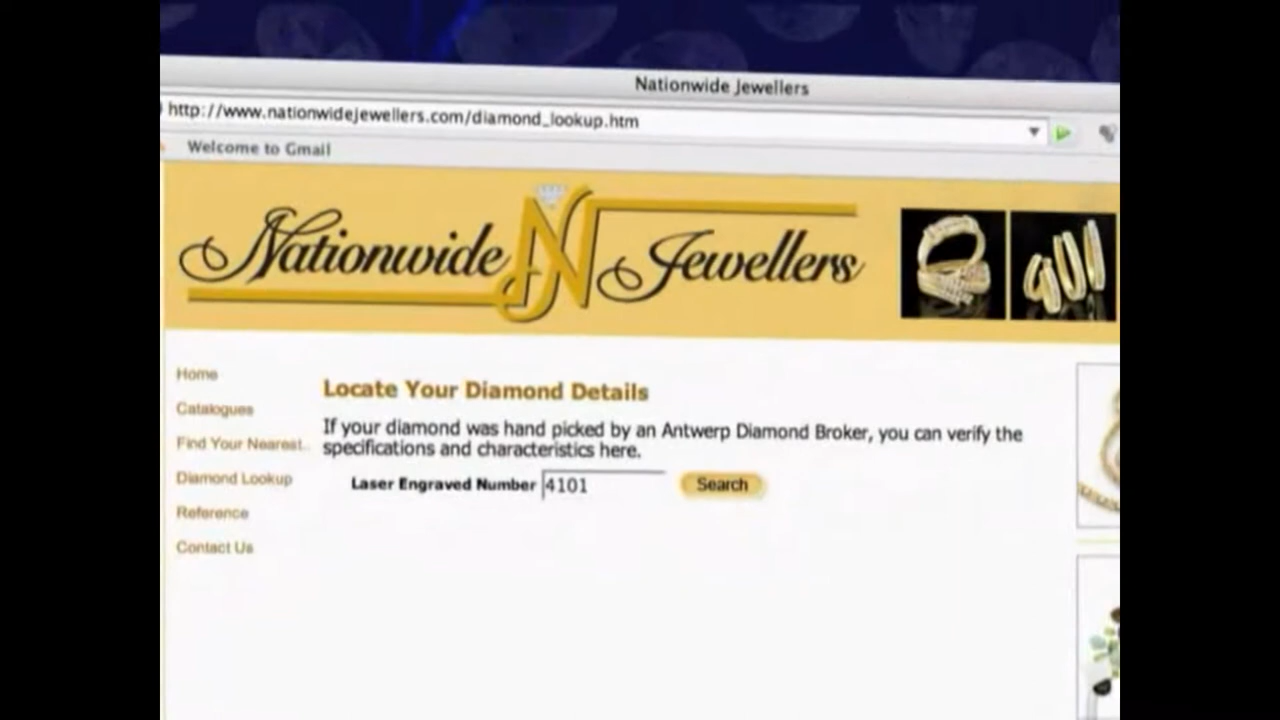 Nationwide Jewellers
http://www.nationwidejewellers.com/diamond_lookup.htm
Welcome to Gmail
Nationwide N Jewellers
Home
Catalogues
Find Your Nearest..
Diamond Lookup
Reference
Contact Us
Locate Your Diamond Details
If your diamond was hand picked by an Antwerp Diamond Broker, you can verify the
specifications and characteristics here.
Laser Engraved Number 4101 Search